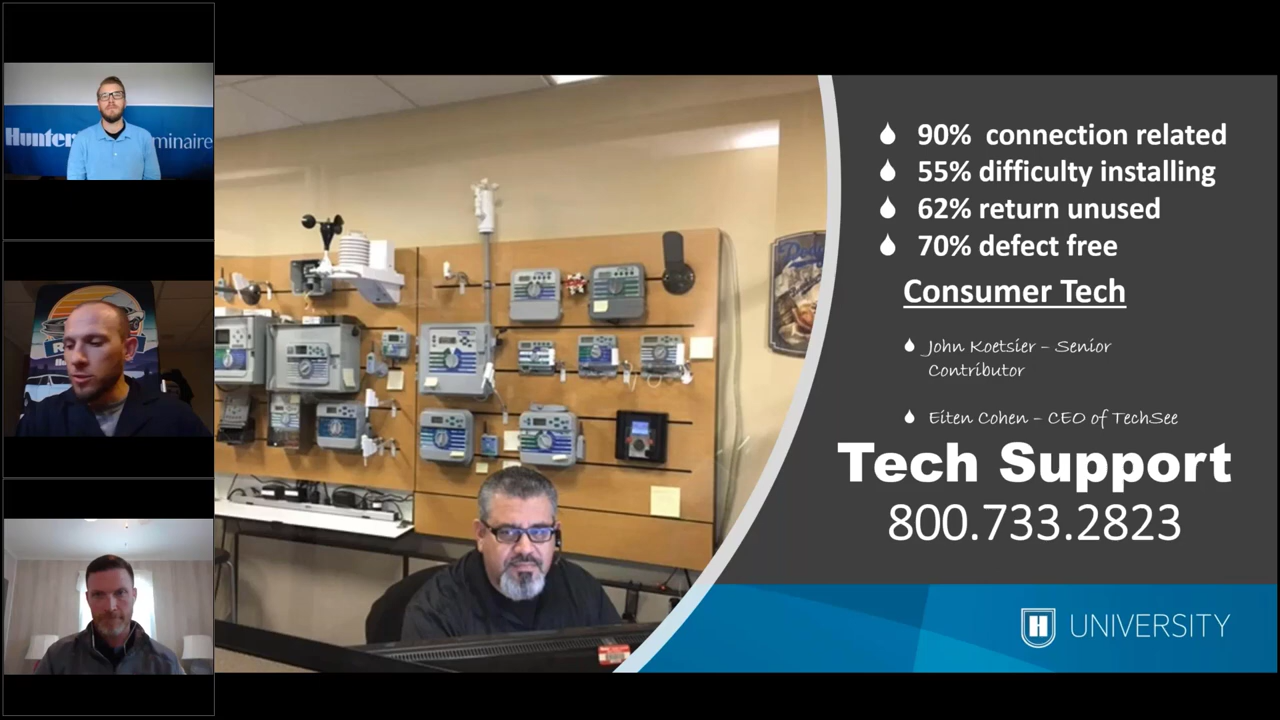 Hunter
minaire
90% connection related
55% difficulty installing
62% return unused
70% defect free
Consumer Tech
John Koetsier – Senior
Contributor
Eiten Cohen – CEO of TechSee
Tech Support
800.733.2823
H UNIVERSITY